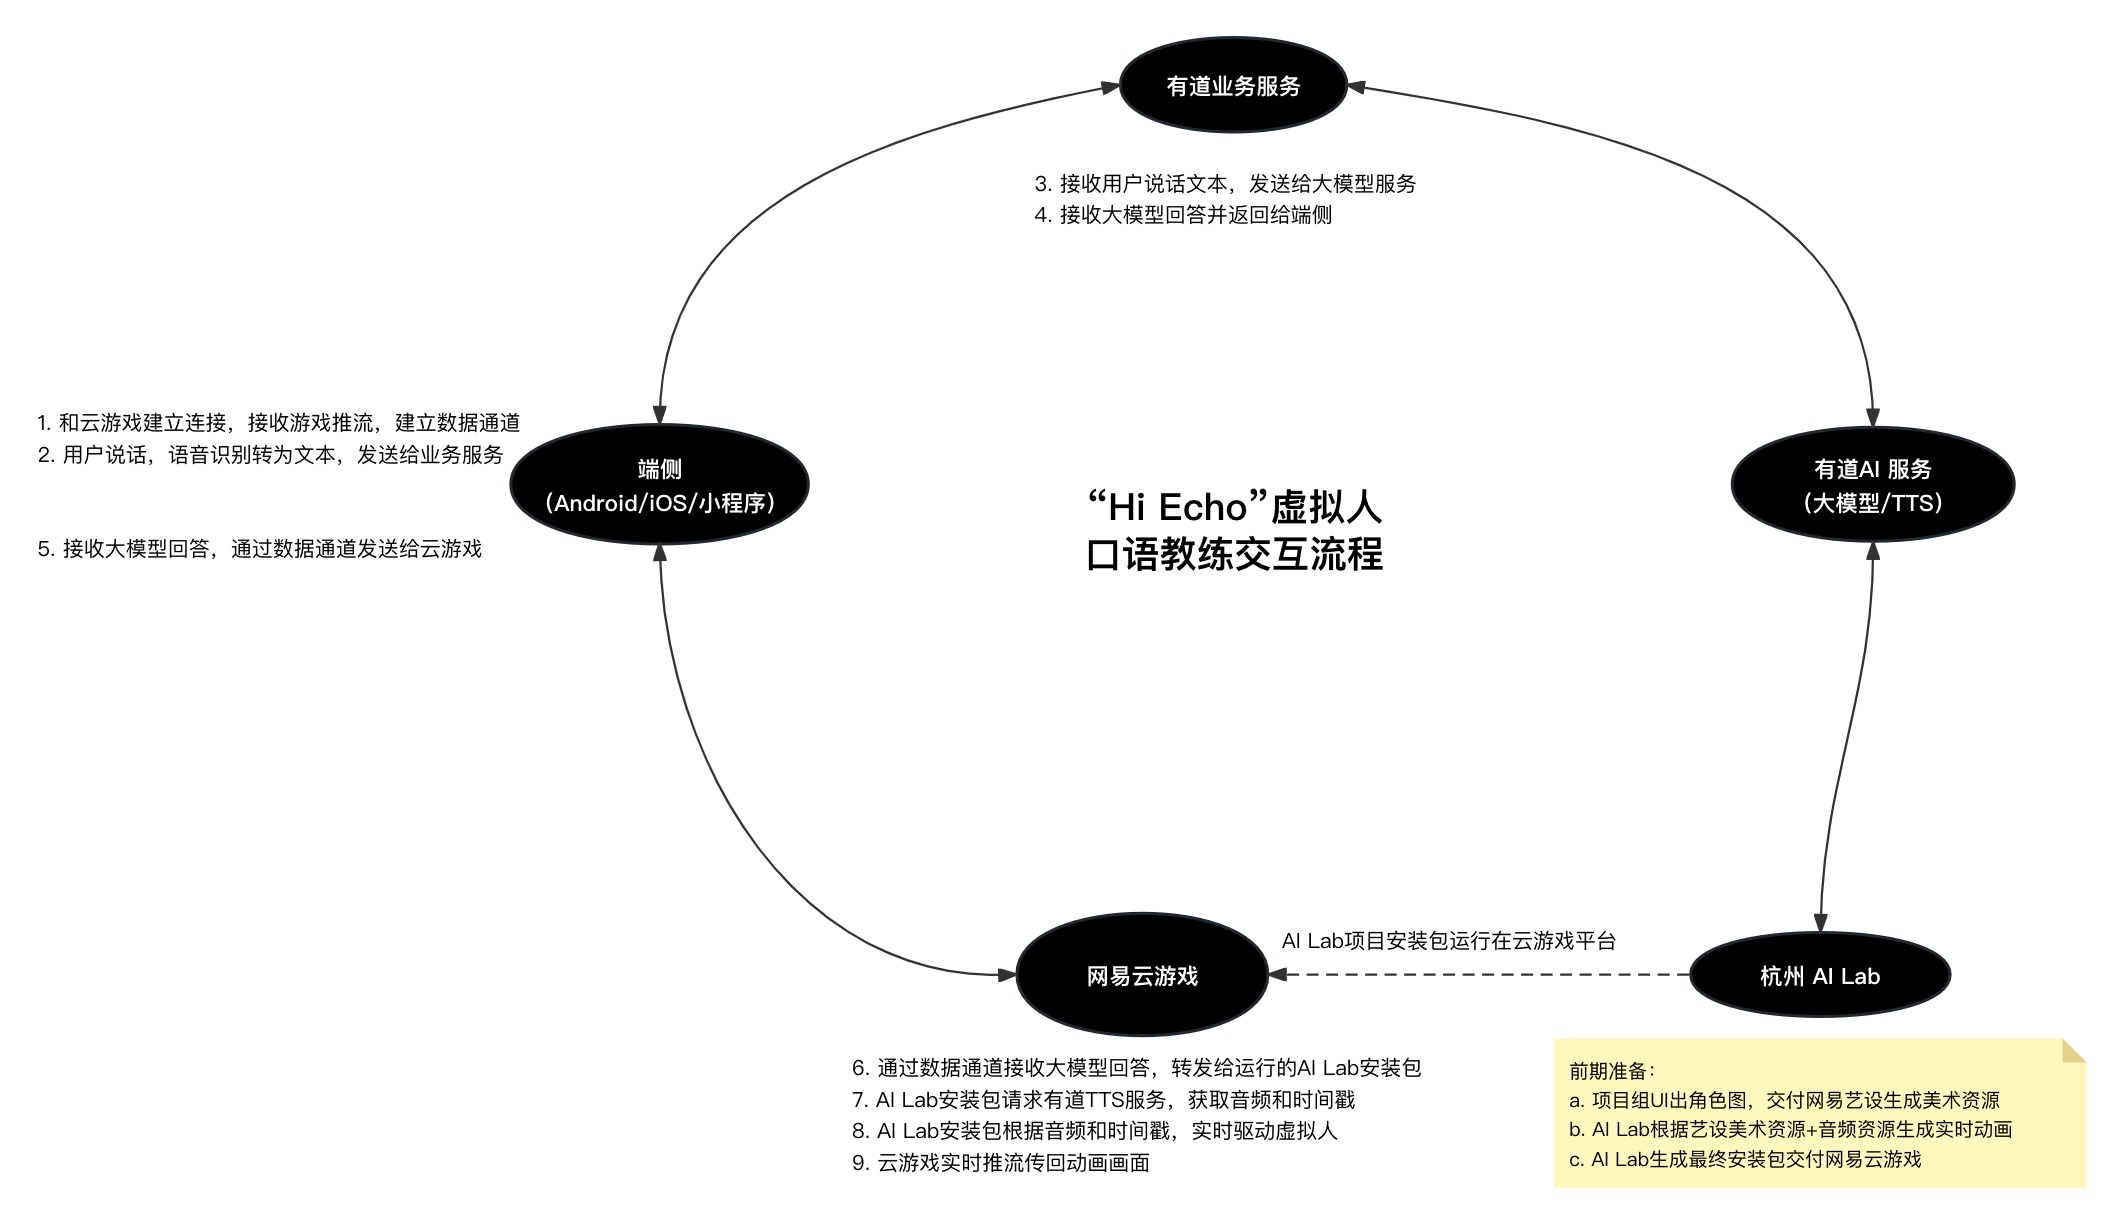 有道业务服务
3. 接收用户说话文本，发送给大模型服务
4. 接收大模型回答并返回给端侧
1. 和云游戏建立连接，接收游戏推流，建立数据通道
2. 用户说话，语音识别转为文本，发送给业务服务
5. 接收大模型回答，通过数据通道发送给云游戏
端侧
（Android/iOS/小程序）
“Hi Echo”虚拟人
口语教练交互流程
有道AI 服务
（大模型/TTS）
网易云游戏
AI Lab项目安装包运行在云游戏平台
杭州 AI Lab
6. 通过数据通道接收大模型回答，转发给运行的AI Lab安装包
7. AI Lab安装包请求有道TTS服务，获取音频和时间戳
8. AI Lab安装包根据音频和时间戳，实时驱动虚拟人
9. 云游戏实时推流传回动画画面
前期准备：
a. 项目组UI出角色图，交付网易艺设生成美术资源
b. AI Lab根据艺设美术资源+音频资源生成实时动画
c. AI Lab生成最终安装包交付网易云游戏